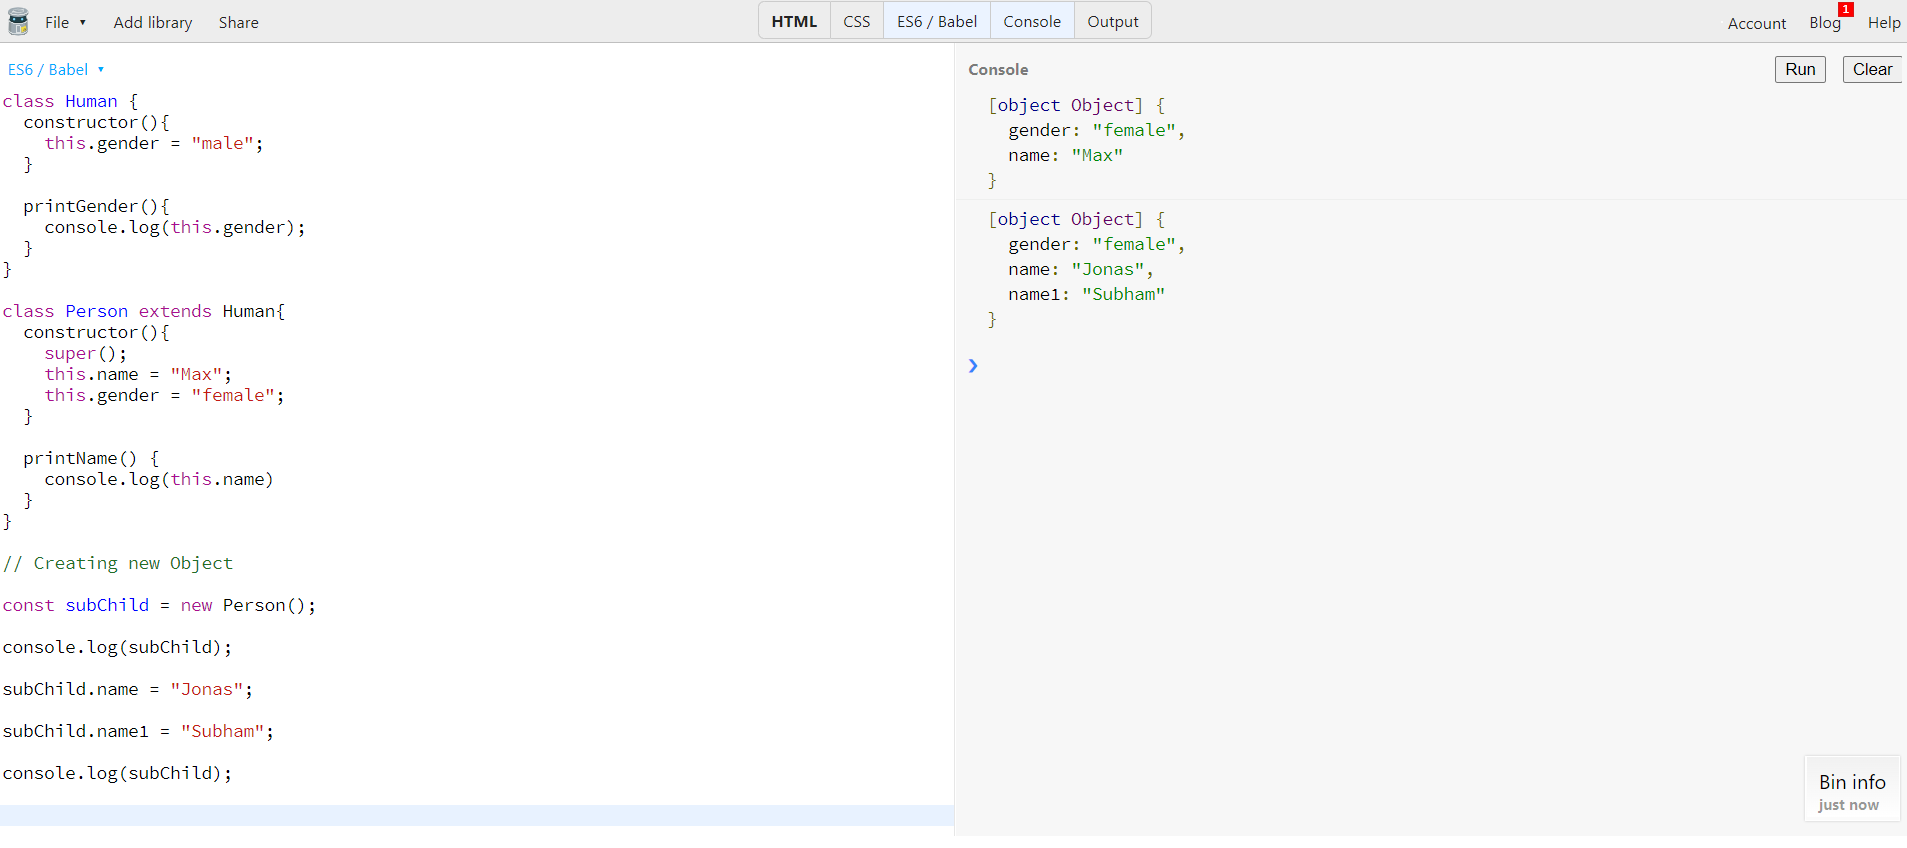 File ▾ Add library Share HTML CSS ES6 / Babel Console Output Account Blog 1 Help
ES6 / Babel ▾
class Human {
  constructor(){
    this.gender = "male";
  }
  printGender(){
    console.log(this.gender);
  }
}
class Person extends Human{
  constructor(){
    super();
    this.name = "Max";
    this.gender = "female";
  }
  printName() {
    console.log(this.name)
  }
}
// Creating new Object
const subChild = new Person();
console.log(subChild);
subChild.name = "Jonas";
subChild.name1 = "Subham";
console.log(subChild);
Console Run Clear
[object Object] {
  gender: "female",
  name: "Max"
}
[object Object] {
  gender: "female",
  name: "Jonas",
  name1: "Subham"
}
❯
Bin info
just now